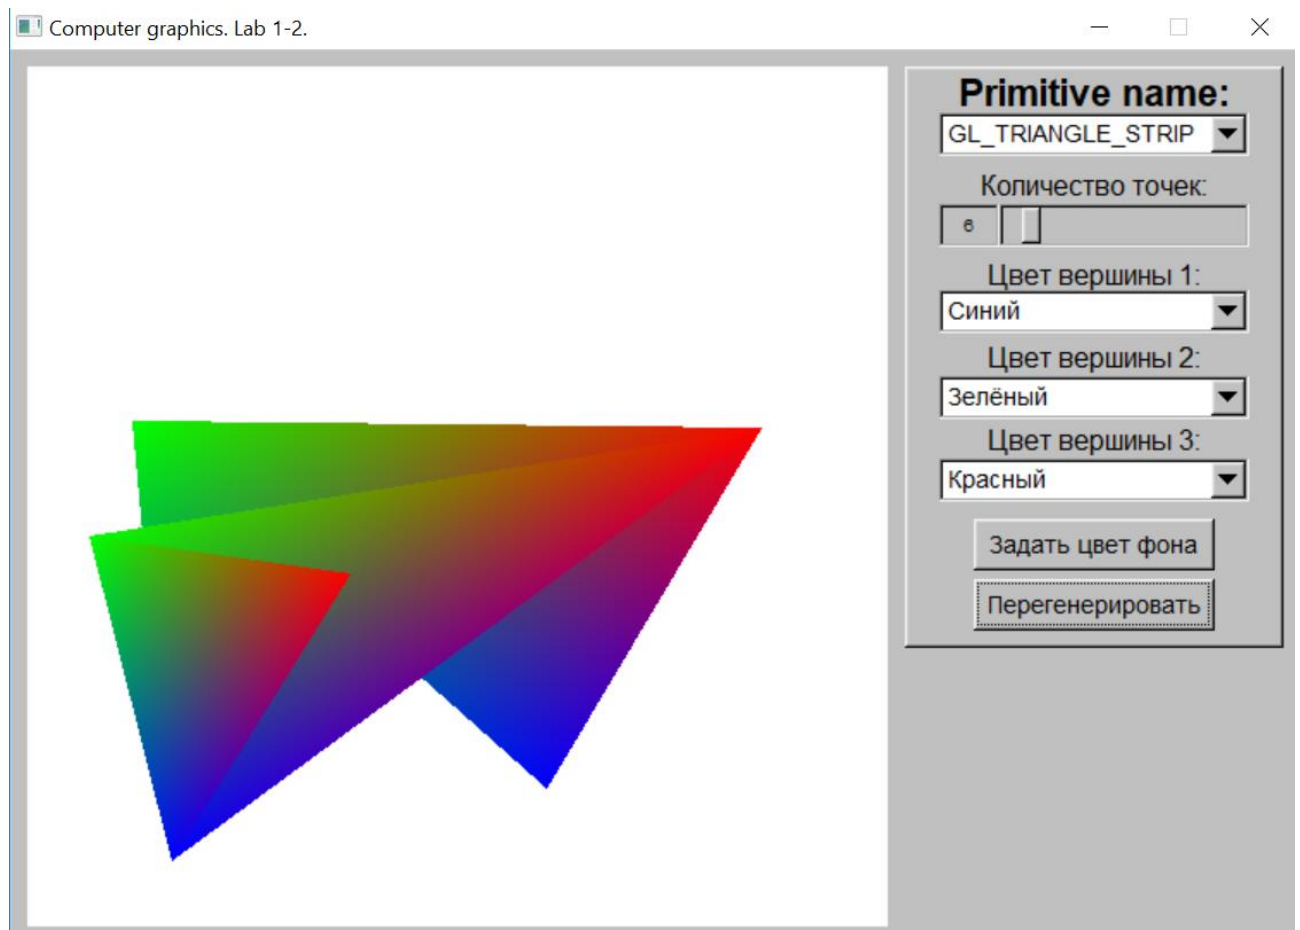 Computer graphics. Lab 1-2.
Primitive name:
GL_TRIANGLE_STRIP
Количество точек:
6
Цвет вершины 1:
Синий
Цвет вершины 2:
Зелёный
Цвет вершины 3:
Красный
Задать цвет фона
Перегенерировать